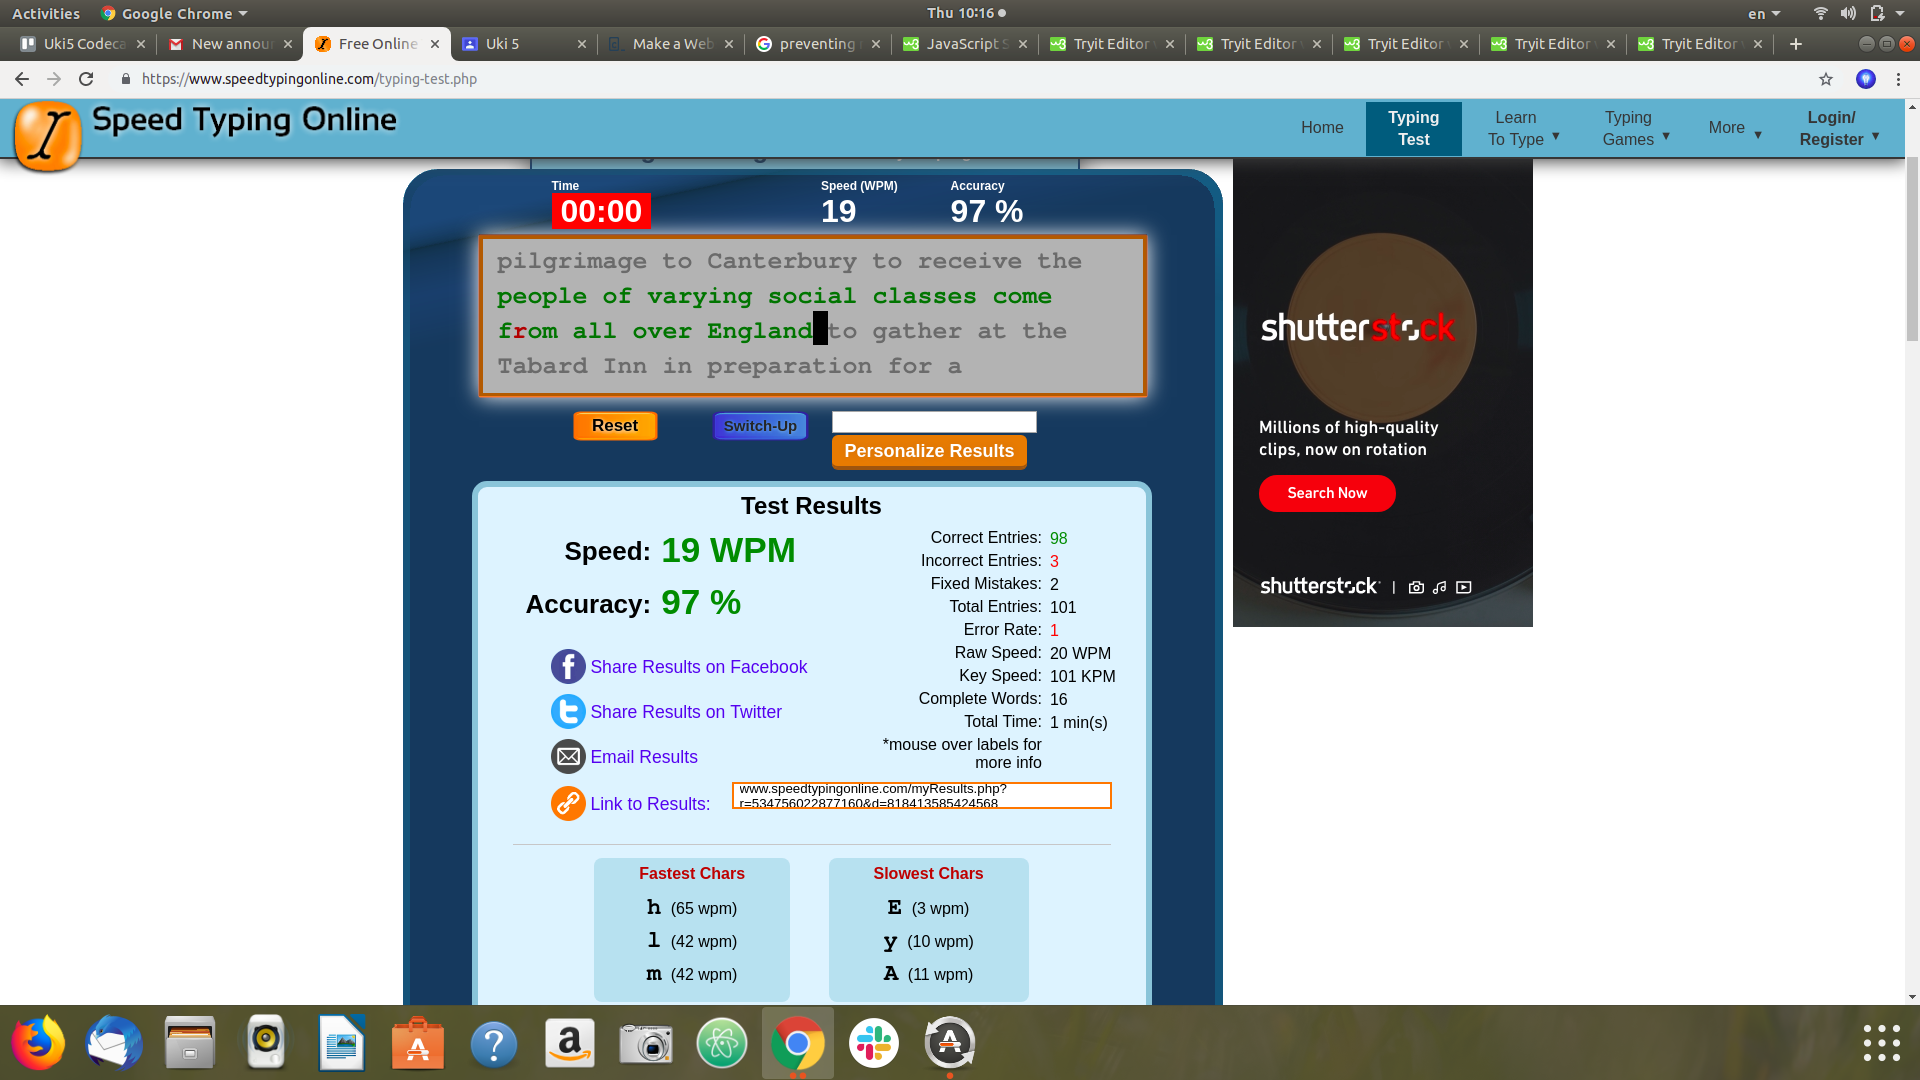 Activities
Google Chrome
Thu 10:16
en
Uki5 Codeca
New annou
Free Online
Uki 5
Make a Web
preventing
JavaScript S
Tryit Editor
Tryit Editor
Tryit Editor
Tryit Editor
Tryit Editor
https://www.speedtypingonline.com/typing-test.php
Speed Typing Online
Home
Typing
Test
Learn
To Type
Typing
Games
More
Login/
Register
Time
Speed (WPM)
Accuracy
00:00
19
97 %
pilgrimage to Canterbury to receive the
people of varying social classes come
from all over England to gather at the
Tabard Inn in preparation for a
Reset
Switch-Up
Personalize Results
Test Results
Speed: 19 WPM
Accuracy: 97 %
Share Results on Facebook
Share Results on Twitter
Email Results
Link to Results:
www.speedtypingonline.com/myResults.php?
r=534756022877160&d=818413585424568
Correct Entries: 98
Incorrect Entries: 3
Fixed Mistakes: 2
Total Entries: 101
Error Rate: 1
Raw Speed: 20 WPM
Key Speed: 101 KPM
Complete Words: 16
Total Time: 1 min(s)
*mouse over labels for
more info
Fastest Chars
h (65 wpm)
l (42 wpm)
m (42 wpm)
Slowest Chars
E (3 wpm)
y (10 wpm)
A (11 wpm)
shutterstock
Millions of high-quality
clips, now on rotation
Search Now
shutterstock